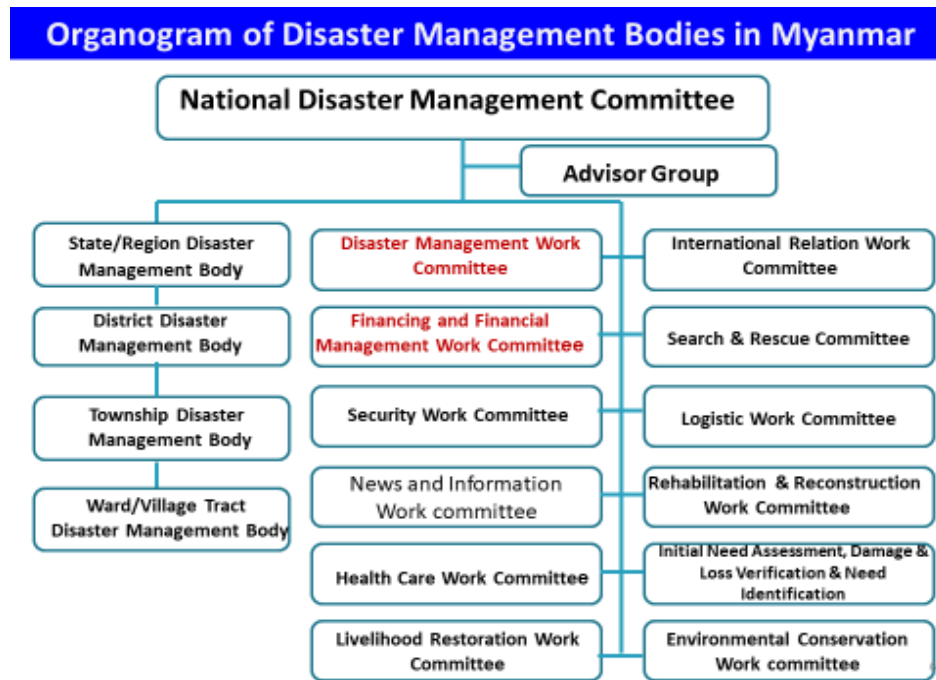 Organogram of Disaster Management Bodies in Myanmar
National Disaster Management Committee
Advisor Group
State/Region Disaster
Management Body
District Disaster
Management Body
Township Disaster
Management Body
Ward/Village Tract
Disaster Management Body
Disaster Management Work
Committee
Financing and Financial
Management Work Committee
Security Work Committee
News and Information
Work committee
Health Care Work Committee
Livelihood Restoration Work
Committee
International Relation Work
Committee
Search & Rescue Committee
Logistic Work Committee
Rehabilitation & Reconstruction
Work Committee
Initial Need Assessment, Damage &
Loss Verification & Need
Identification
Environmental Conservation
Work committee